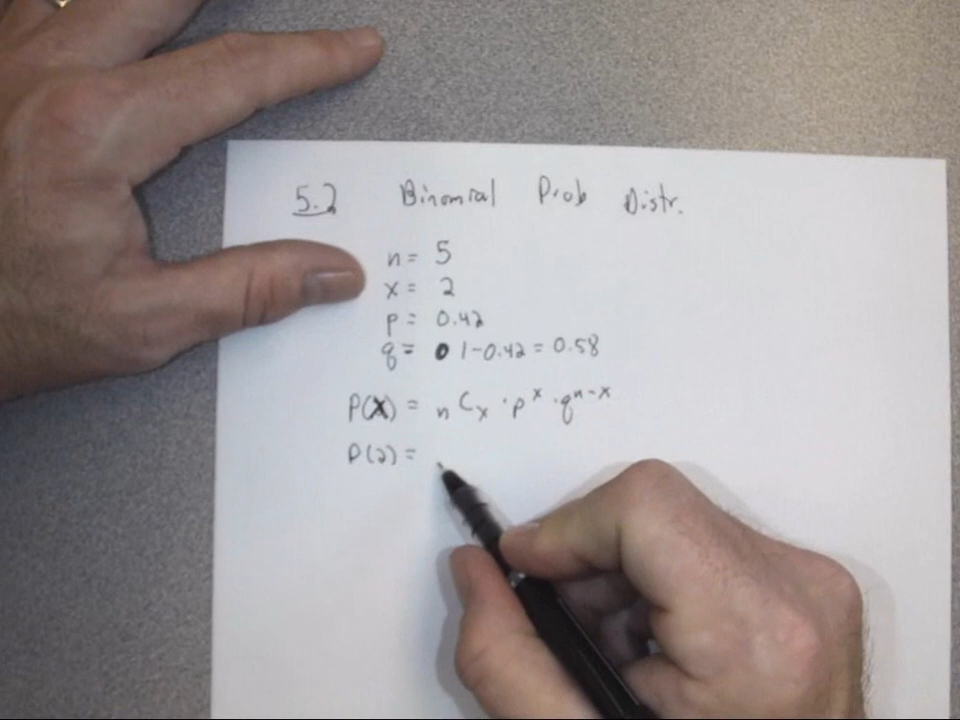 5.2 Binomial Prob Distr.
n = 5
x = 2
p = 0.42
q = 1-0.42 = 0.58
P(x) = nCx · p^x · q^n-x
P(2) =